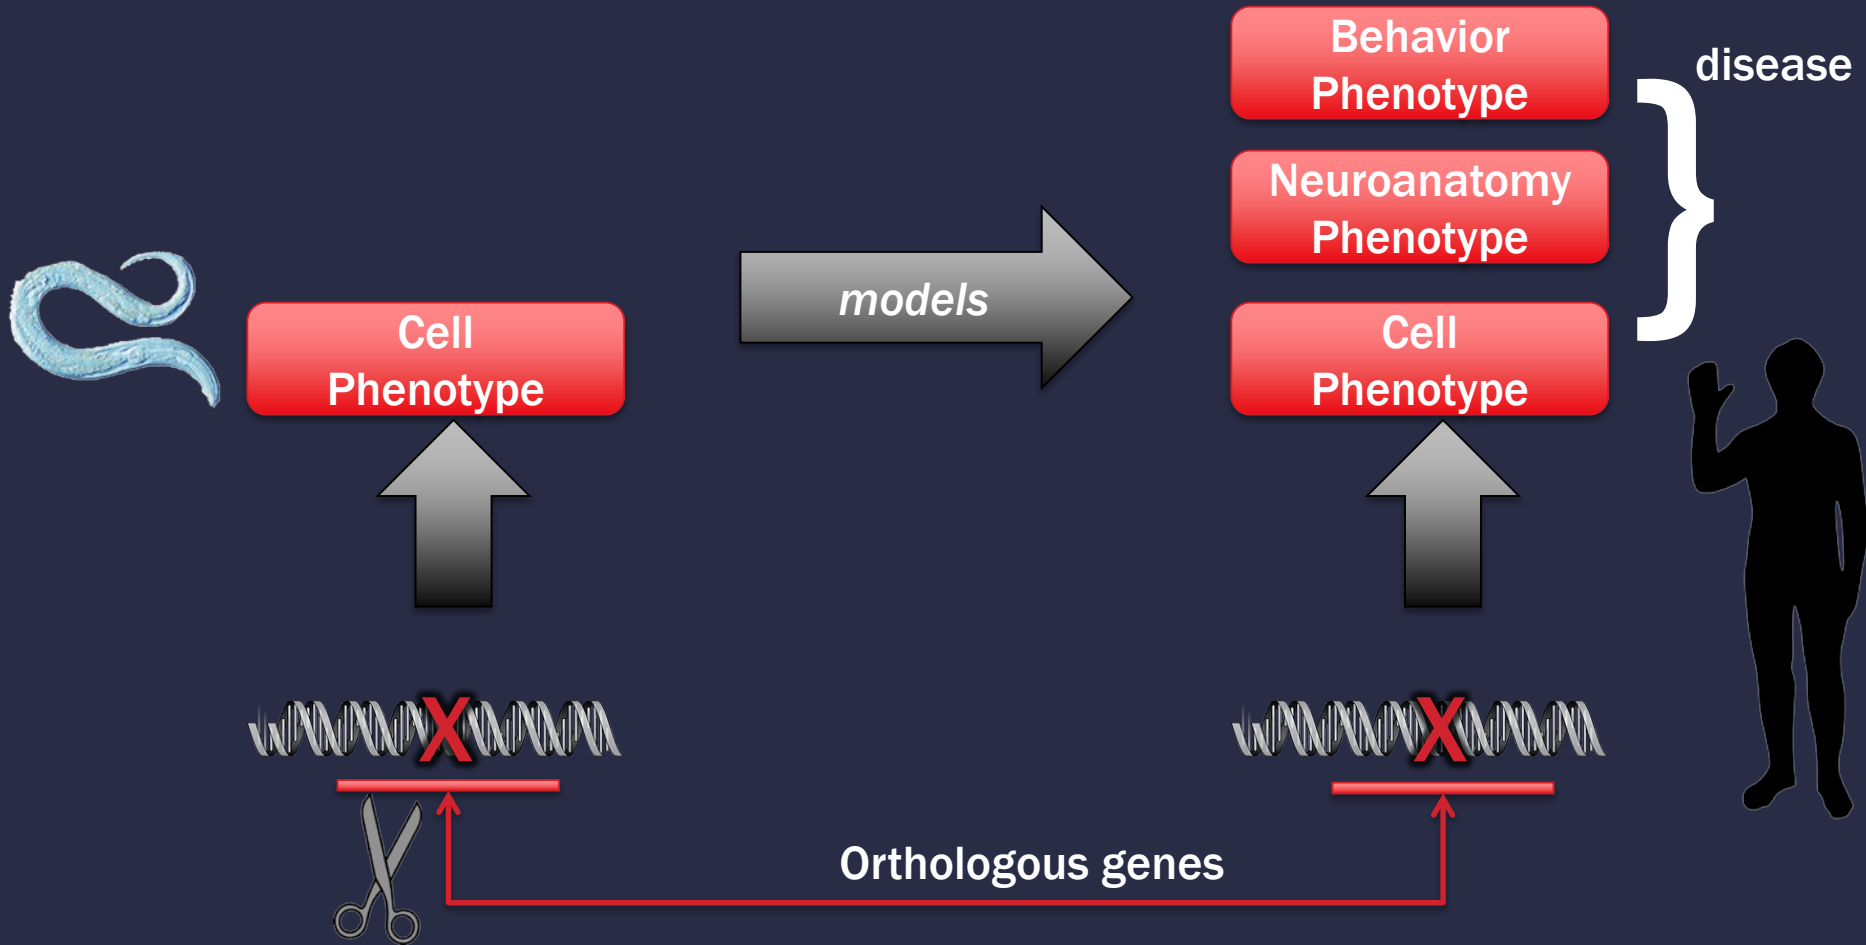 Behavior
Phenotype
disease
Neuroanatomy
Phenotype
models
Cell
Phenotype
Cell
Phenotype
X
X
Orthologous genes